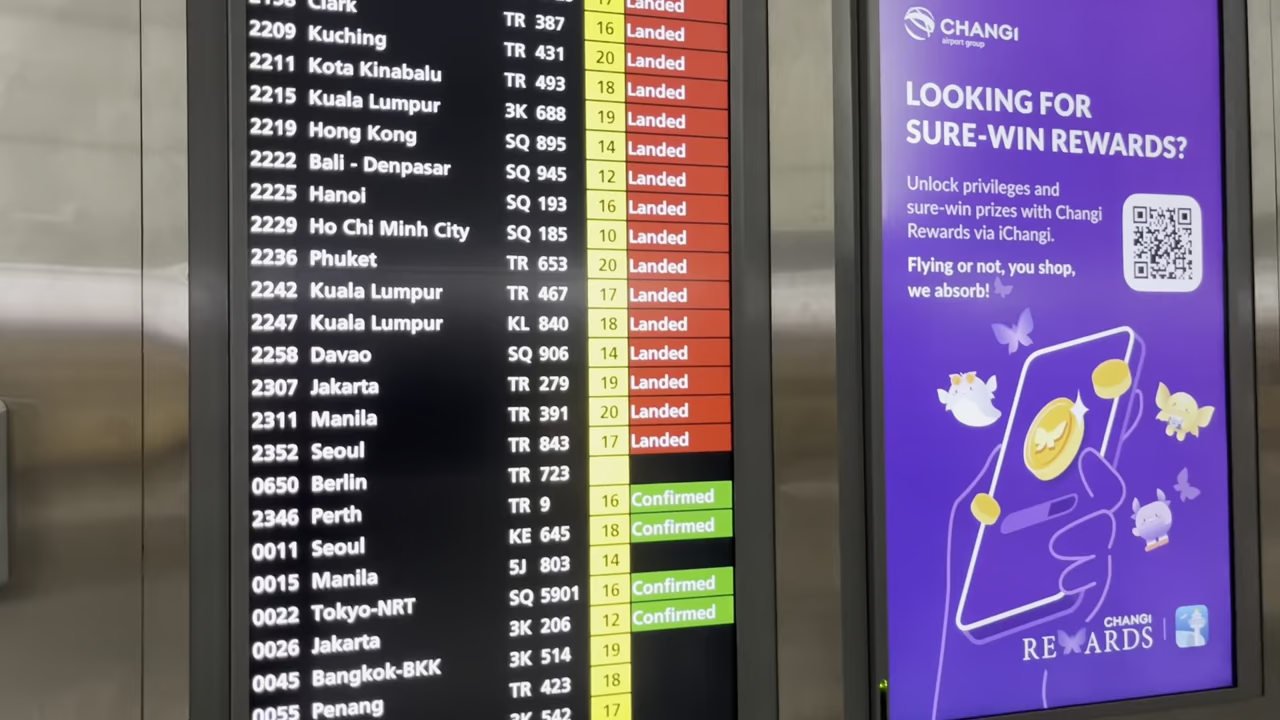 17 Landed
2158 Clark TR 387 16 Landed
2209 Kuching TR 431 20 Landed
2211 Kota Kinabalu TR 493 18 Landed
2215 Kuala Lumpur 3K 688 19 Landed
2219 Hong Kong SQ 895 14 Landed
2222 Bali - Denpasar SQ 945 12 Landed
2225 Hanoi SQ 193 16 Landed
2229 Ho Chi Minh City SQ 185 10 Landed
2236 Phuket TR 653 20 Landed
2242 Kuala Lumpur TR 467 17 Landed
2247 Kuala Lumpur KL 840 18 Landed
2258 Davao SQ 906 14 Landed
2307 Jakarta TR 279 19 Landed
2311 Manila TR 391 20 Landed
2352 Seoul TR 843 17 Landed
0650 Berlin TR 723
2346 Perth TR 9 16 Confirmed
0011 Seoul KE 645 18 Confirmed
0015 Manila 5J 803 14
0022 Tokyo-NRT SQ 5901 16 Confirmed
0026 Jakarta 3K 206 12 Confirmed
0045 Bangkok-BKK 3K 514 19
0055 Penang TR 423 18
3K 542 17
CHANGI
airport group
LOOKING FOR
SURE-WIN REWARDS?
Unlock privileges and
sure-win prizes with Changi
Rewards via iChangi.
Flying or not, you shop,
we absorb!
CHANGI
REWARDS